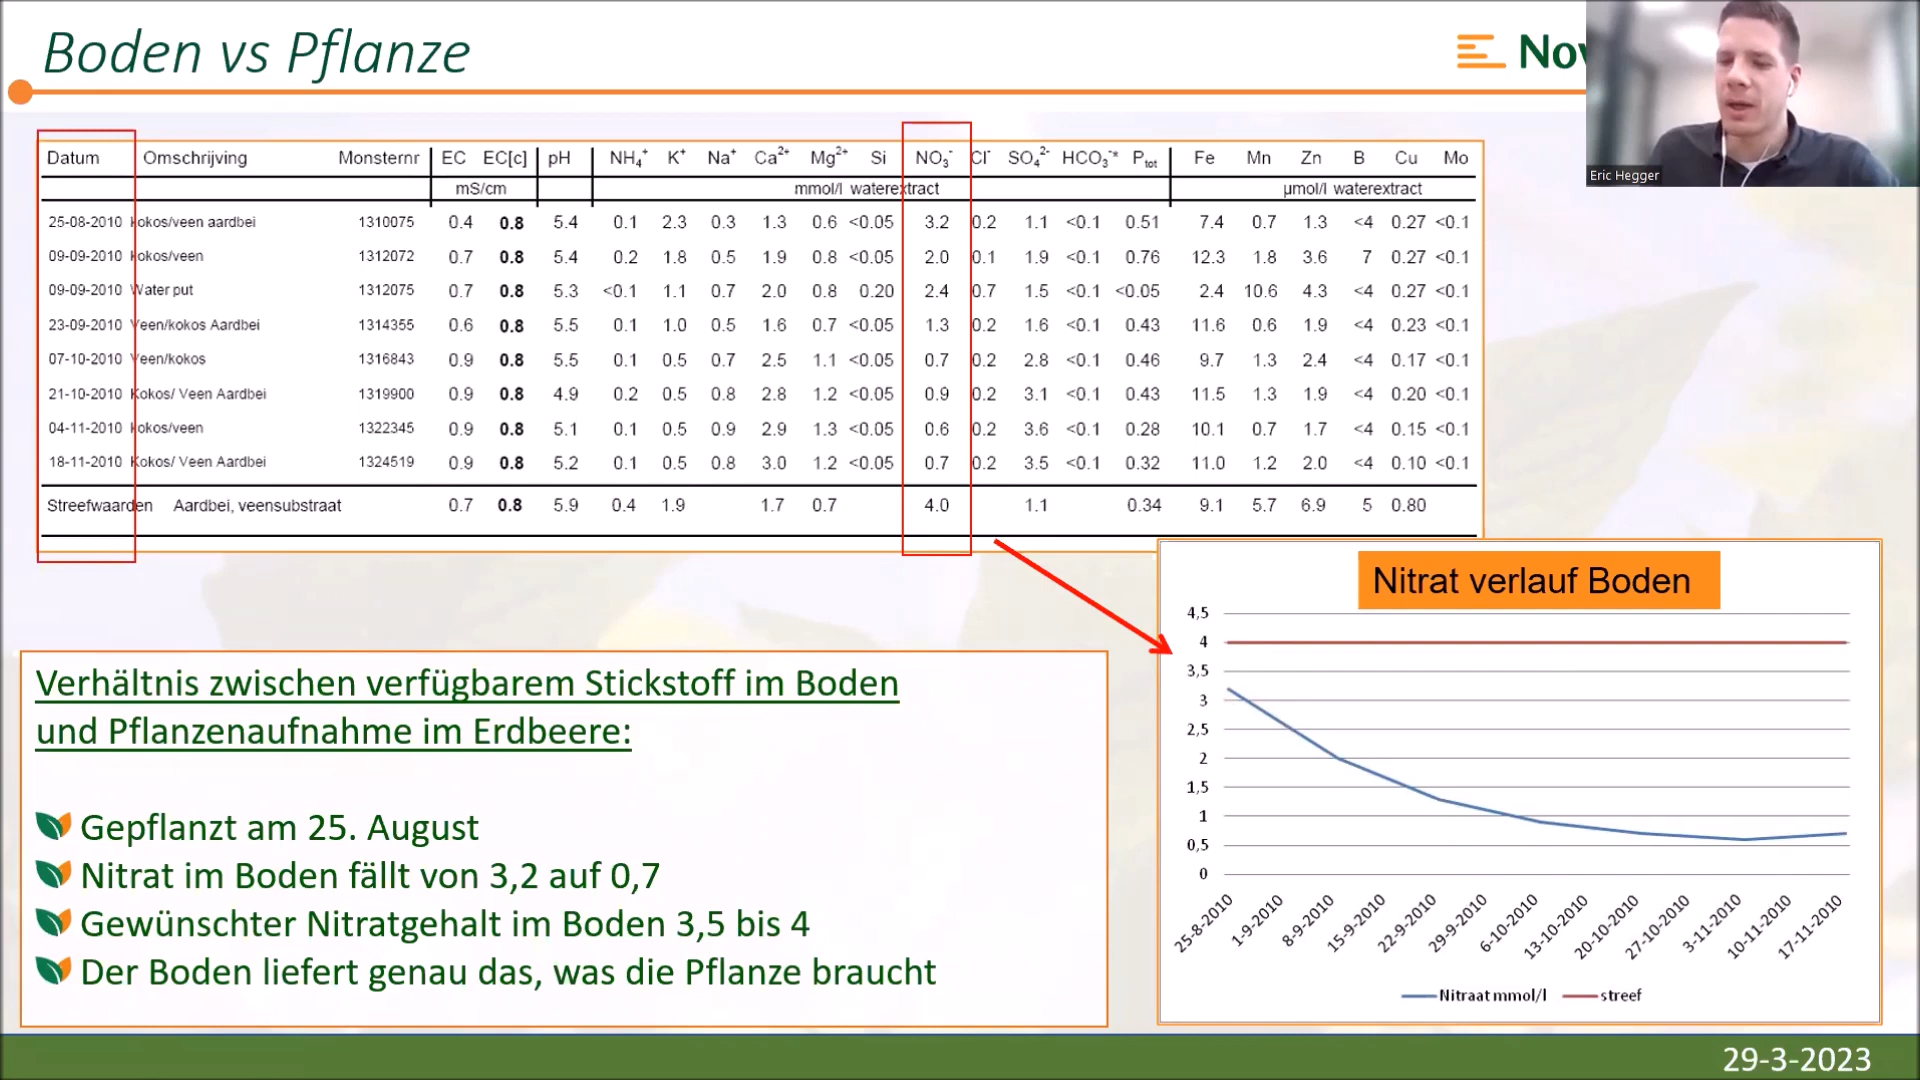 Boden vs Pflanze
Nov
Eric Hegger
Datum Omschrijving Monsternr EC EC[c] pH NH₄⁺ K⁺ Na⁺ Ca²⁺ Mg²⁺ Si NO₃⁻ Cl⁻ SO₄²⁻ HCO₃⁻* Ptot Fe Mn Zn B Cu Mo
mS/cm mmol/l waterextract µmol/l waterextract
25-08-2010 kokos/veen aardbei 1310075 0.4 0.8 5.4 0.1 2.3 0.3 1.3 0.6 <0.05 3.2 0.2 1.1 <0.1 0.51 7.4 0.7 1.3 <4 0.27 <0.1
09-09-2010 kokos/veen 1312072 0.7 0.8 5.4 0.2 1.8 0.5 1.9 0.8 <0.05 2.0 0.1 1.9 <0.1 0.76 12.3 1.8 3.6 7 0.27 <0.1
09-09-2010 Water put 1312075 0.7 0.8 5.3 <0.1 1.1 0.7 2.0 0.8 0.20 2.4 0.7 1.5 <0.1 <0.05 2.4 10.6 4.3 <4 0.27 <0.1
23-09-2010 Veen/kokos Aardbei 1314355 0.6 0.8 5.5 0.1 1.0 0.5 1.6 0.7 <0.05 1.3 0.2 1.6 <0.1 0.43 11.6 0.6 1.9 <4 0.23 <0.1
07-10-2010 Veen/kokos 1316843 0.9 0.8 5.5 0.1 0.5 0.7 2.5 1.1 <0.05 0.7 0.2 2.8 <0.1 0.46 9.7 1.3 2.4 <4 0.17 <0.1
21-10-2010 Kokos/ Veen Aardbei 1319900 0.9 0.8 4.9 0.2 0.5 0.8 2.8 1.2 <0.05 0.9 0.2 3.1 <0.1 0.43 11.5 1.3 1.9 <4 0.20 <0.1
04-11-2010 kokos/veen 1322345 0.9 0.8 5.1 0.1 0.5 0.9 2.9 1.3 <0.05 0.6 0.2 3.6 <0.1 0.28 10.1 0.7 1.7 <4 0.15 <0.1
18-11-2010 Kokos/ Veen Aardbei 1324519 0.9 0.8 5.2 0.1 0.5 0.8 3.0 1.2 <0.05 0.7 0.2 3.5 <0.1 0.32 11.0 1.2 2.0 <4 0.10 <0.1
Streefwaarden Aardbei, veensubstraat 0.7 0.8 5.9 0.4 1.9 1.7 0.7 4.0 1.1 0.34 9.1 5.7 6.9 5 0.80
Verhältnis zwischen verfügbarem Stickstoff im Boden
und Pflanzenaufnahme im Erdbeere:
Gepflanzt am 25. August
Nitrat im Boden fällt von 3,2 auf 0,7
Gewünschter Nitratgehalt im Boden 3,5 bis 4
Der Boden liefert genau das, was die Pflanze braucht
Nitrat verlauf Boden
4,5
4
3,5
3
2,5
2
1,5
1
0,5
0
25-8-2010 1-9-2010 8-9-2010 15-9-2010 22-9-2010 29-9-2010 6-10-2010 13-10-2010 20-10-2010 27-10-2010 3-11-2010 10-11-2010 17-11-2010
Nitraat mmol/l streef
29-3-2023